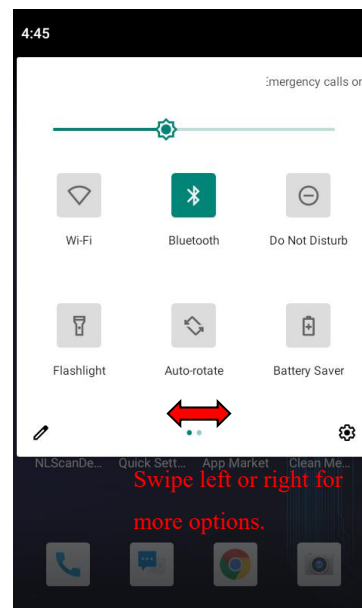 4:45
Emergency calls or
Wi-Fi
Bluetooth
Do Not Disturb
Flashlight
Auto-rotate
Battery Saver
NLScanDe...
Quick Sett...
App Market
Clean Me...
Swipe left or right for
more options.